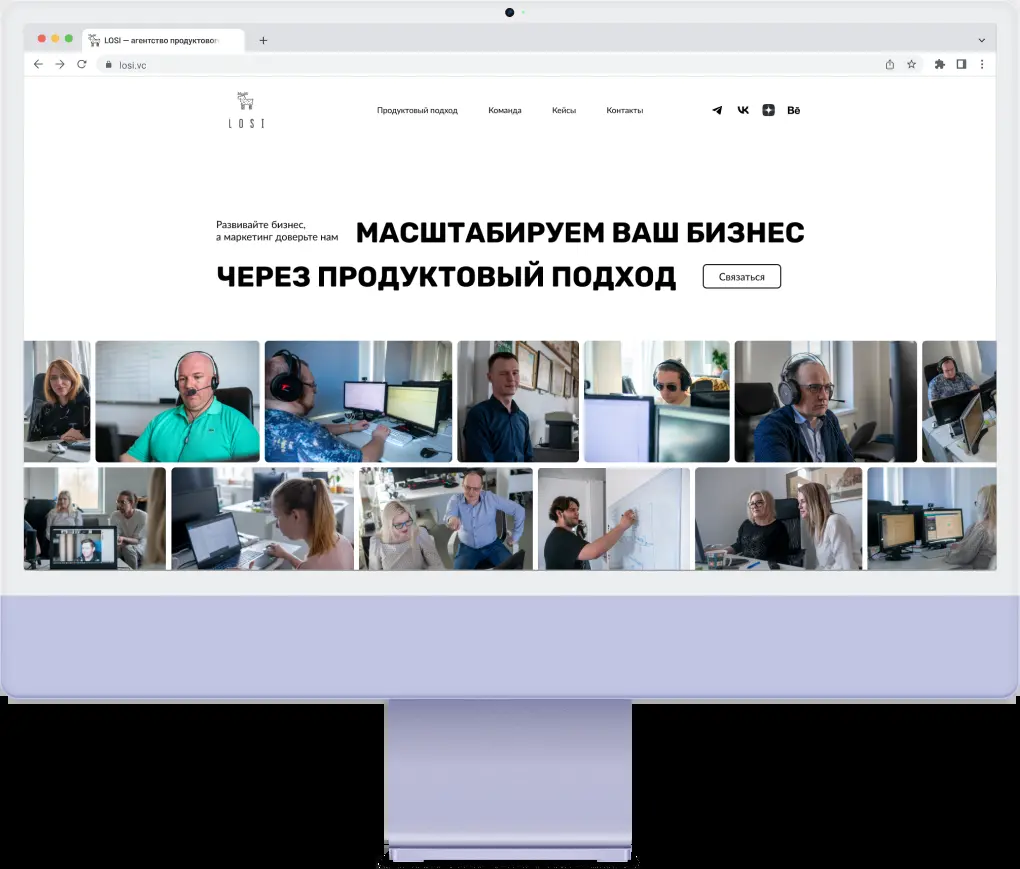 LOSI — агентство продуктовог
losi.vc
LOSI
Продуктовый подход
Команда
Кейсы
Контакты
Bē
Развивайте бизнес,
а маркетинг доверьте нам
МАСШТАБИРУЕМ ВАШ БИЗНЕС
ЧЕРЕЗ ПРОДУКТОВЫЙ ПОДХОД
Связаться